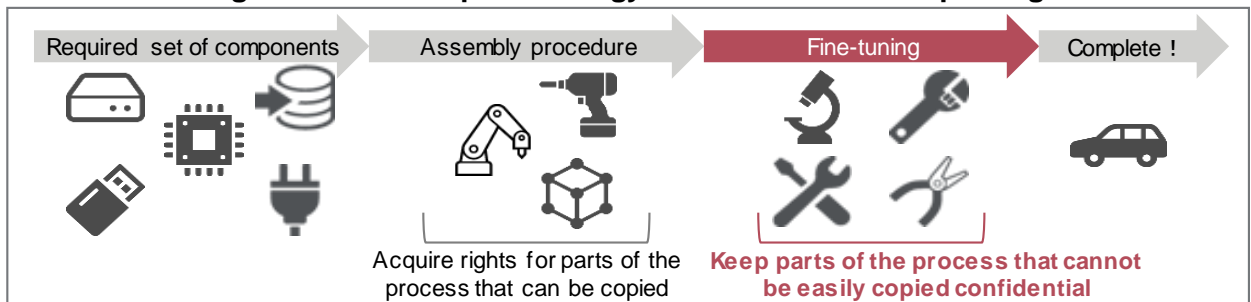 Required set of components
Assembly procedure
Fine-tuning
Complete !
Acquire rights for parts of the
process that can be copied
Keep parts of the process that cannot
be easily copied confidential